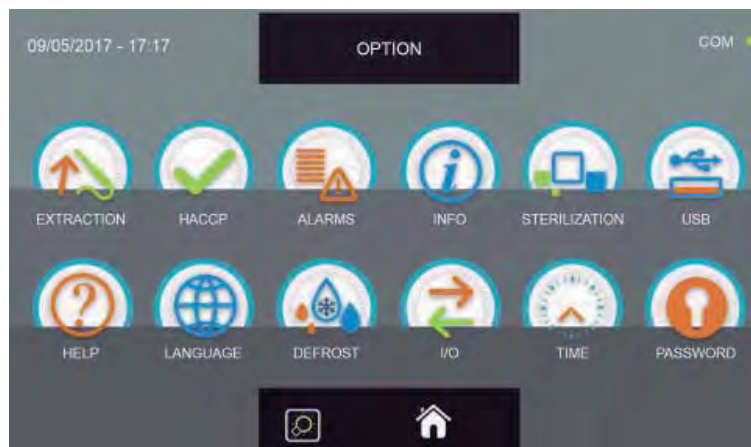 09/05/2017 - 17:17 OPTION COM
EXTRACTION HACCP ALARMS INFO STERILIZATION USB
HELP LANGUAGE DEFROST I/O TIME PASSWORD